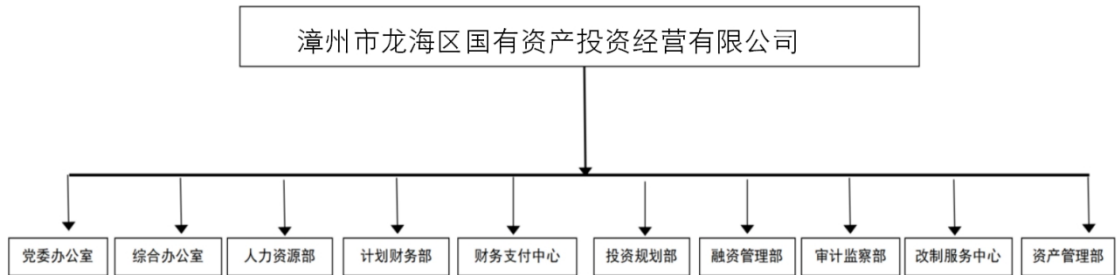 漳州市龙海区国有资产投资经营有限公司
党委办公室
综合办公室
人力资源部
计划财务部
财务支付中心
投资规划部
融资管理部
审计监察部
改制服务中心
资产管理部